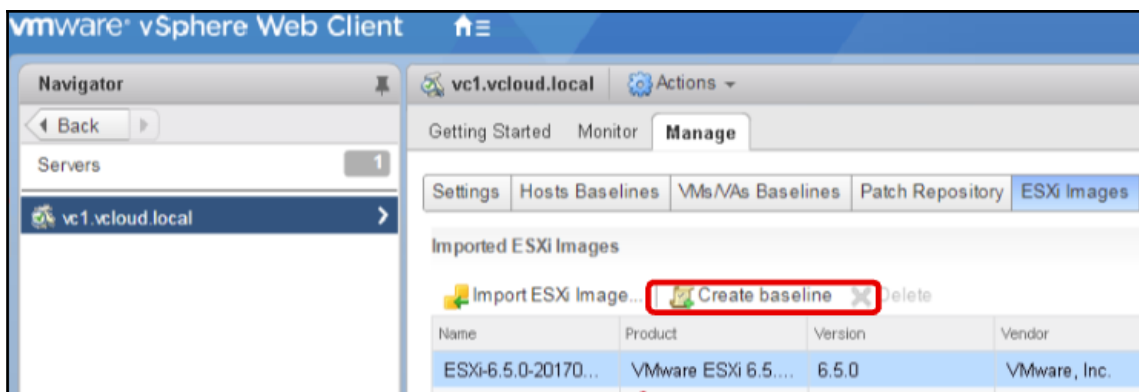 vmware® vSphere Web Client
Navigator
Back
Servers 1
vc1.vcloud.local
vc1.vcloud.local Actions
Getting Started Monitor Manage
Settings Hosts Baselines VMs/VAs Baselines Patch Repository ESXi Images
Imported ESXi Images
Import ESXi Image... Create baseline Delete
Name Product Version Vendor
ESXi-6.5.0-20170... VMware ESXi 6.5.... 6.5.0 VMware, Inc.